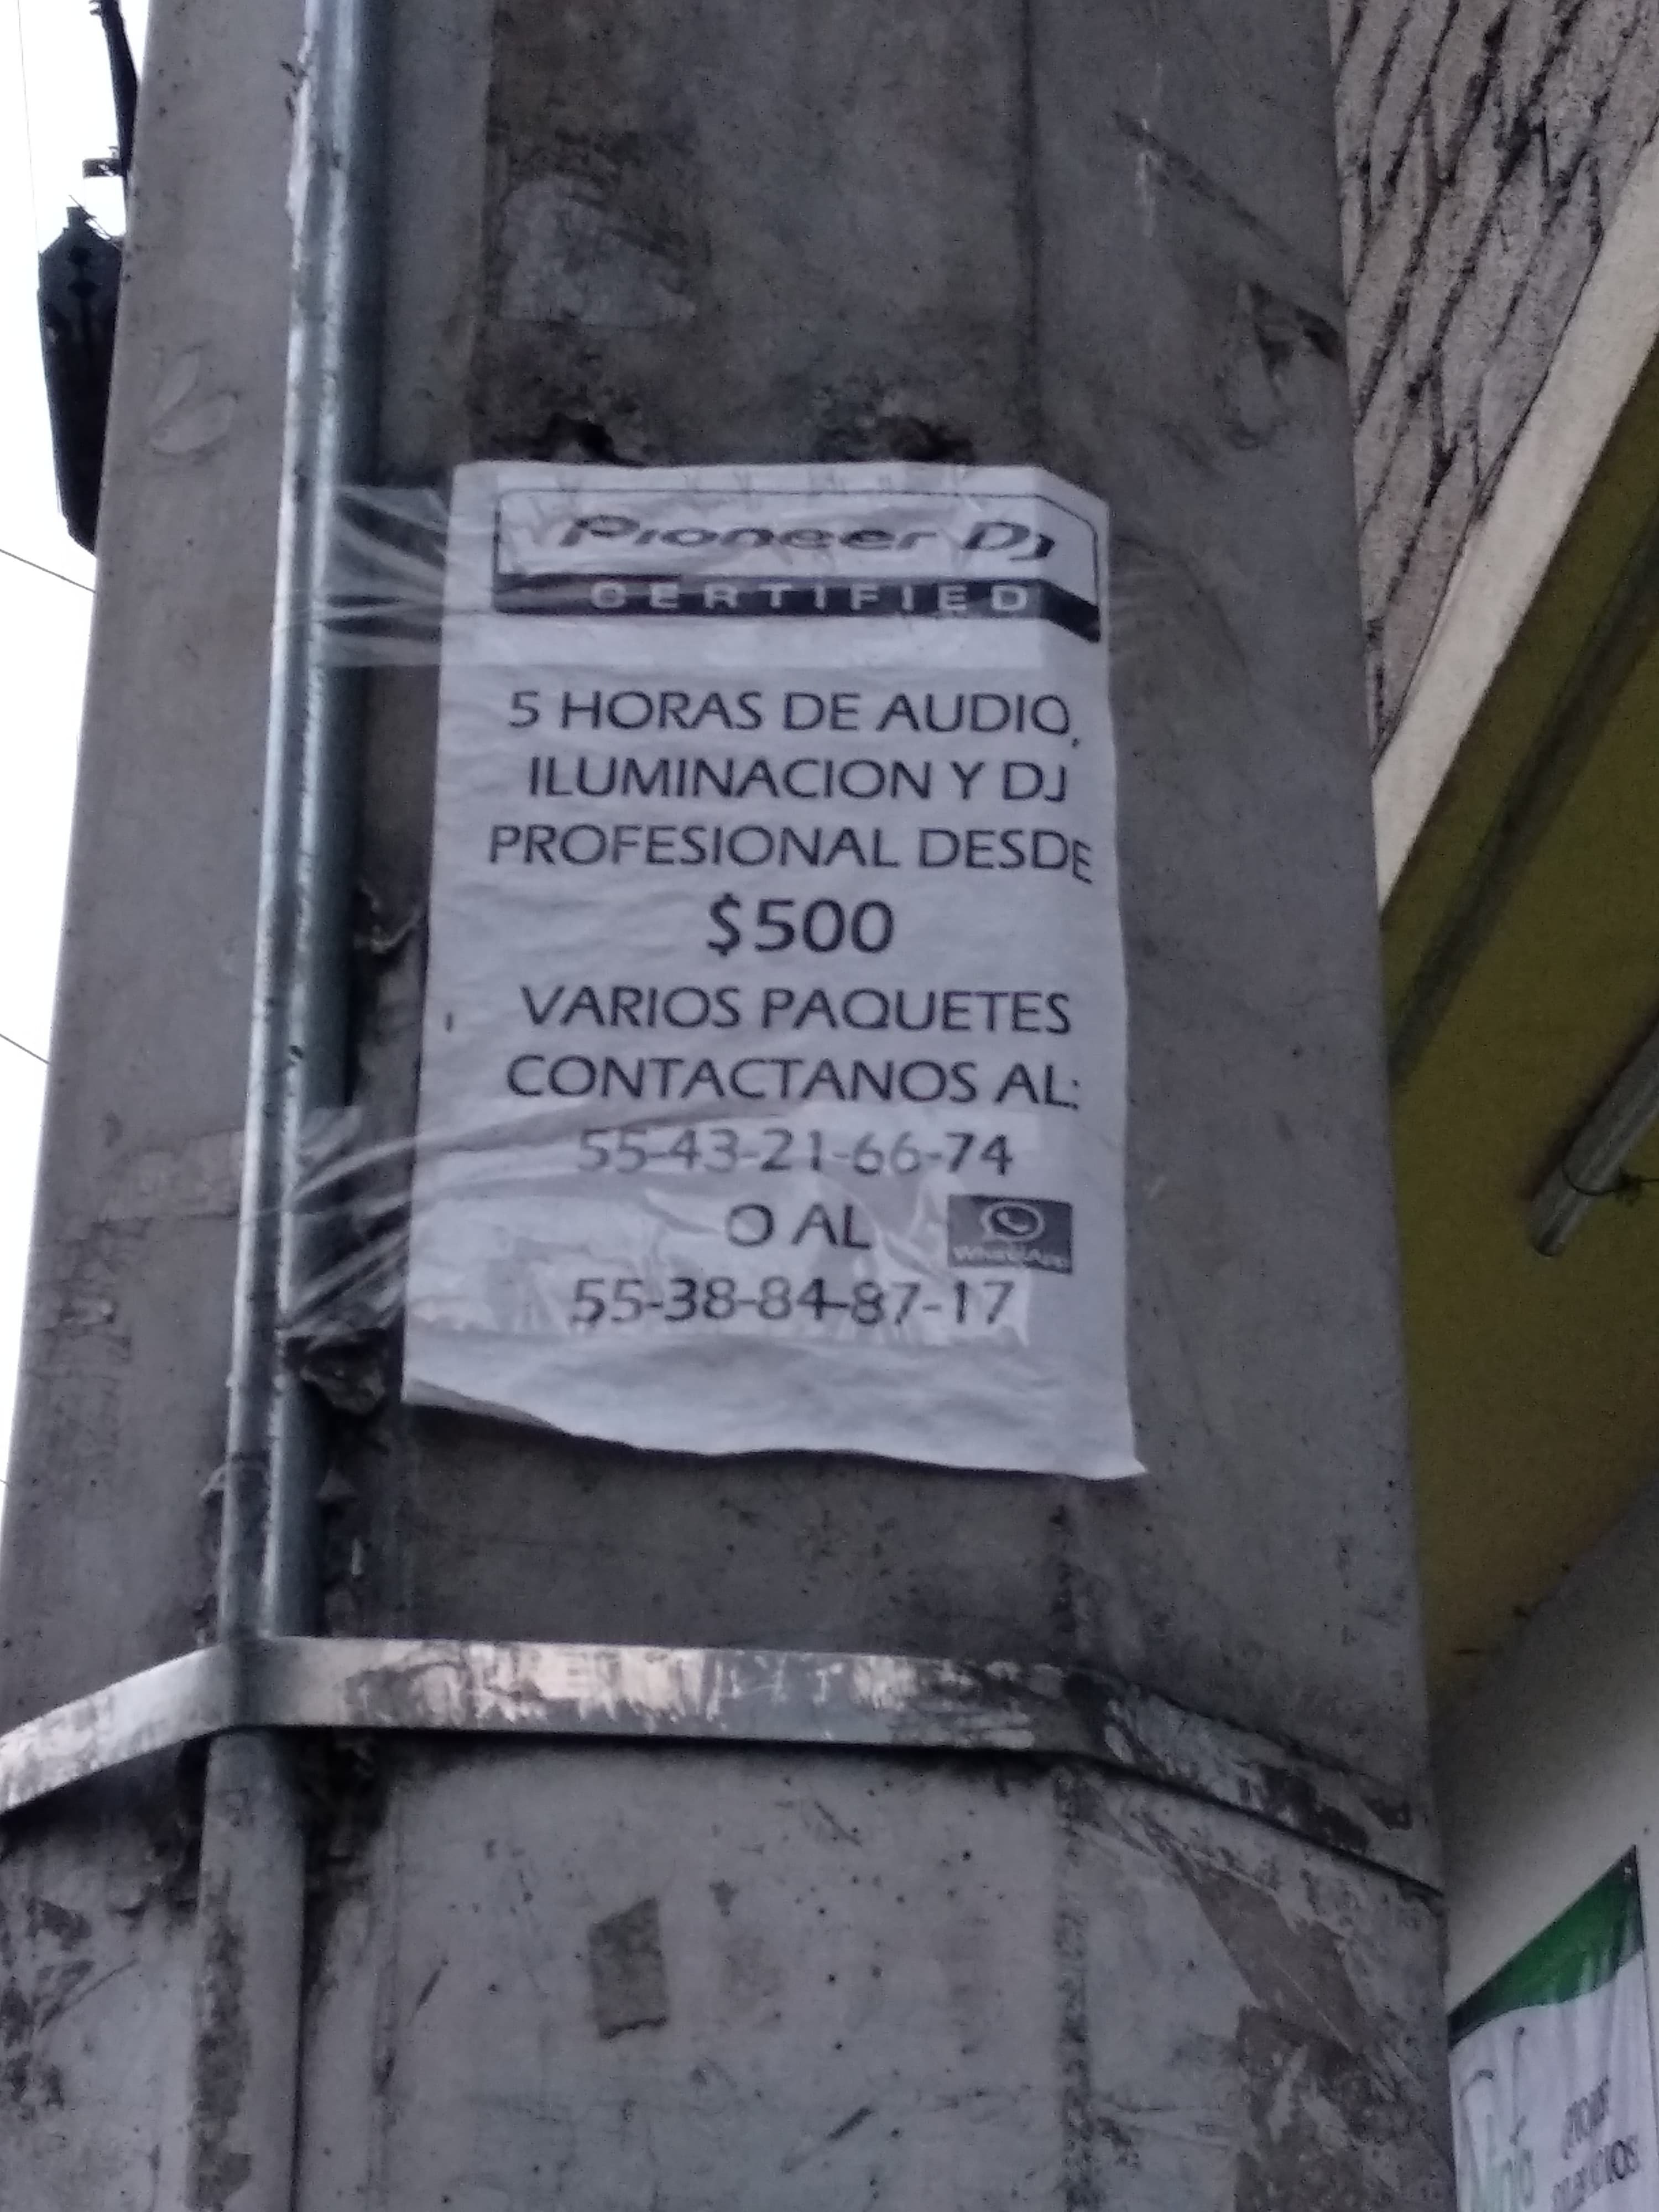 Pioneer DJ
CERTIFIED
5 HORAS DE AUDIO,
ILUMINACION Y DJ
PROFESIONAL DESDE
$500
VARIOS PAQUETES
CONTACTANOS AL:
55-43-21-66-74
O AL
WhatsApp
55-38-84-87-17